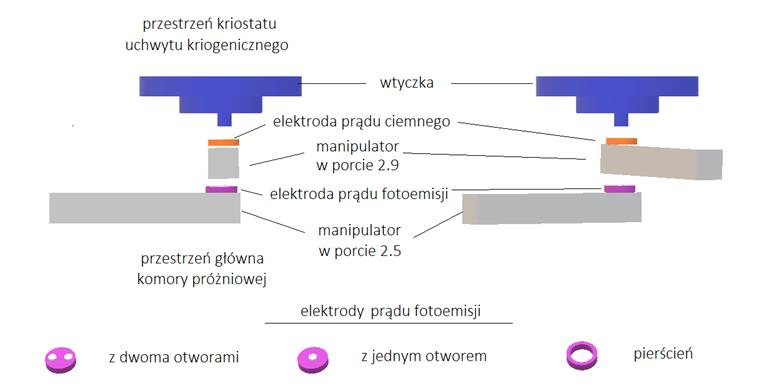 przestrzeń kriostatu
uchwytu kriogenicznego
wtyczka
elektroda prądu ciemnego
manipulator
w porcie 2.9
elektroda prądu fotoemisji
manipulator
w porcie 2.5
przestrzeń główna
komory próżniowej
elektrody prądu fotoemisji
z dwoma otworami
z jednym otworem
pierścień